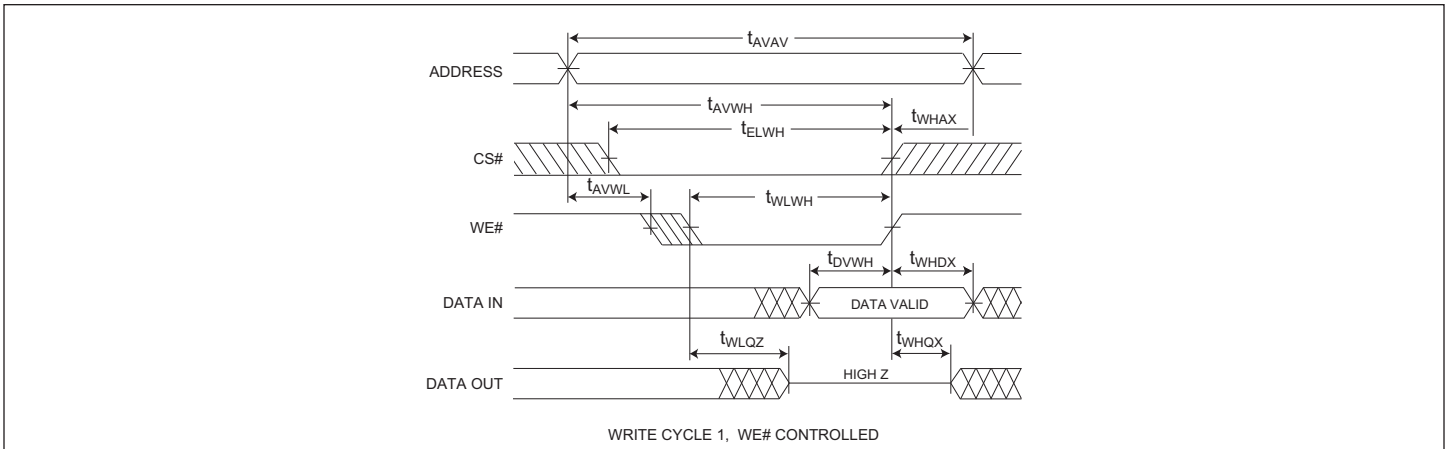 tAVAV
ADDRESS
tAVWH
tELWH
tWHAX
CS#
tAVWL
tWLWH
WE#
tDVWH
tWHDX
DATA IN
DATA VALID
tWLQZ
tWHQX
DATA OUT
HIGH Z
WRITE CYCLE 1, WE# CONTROLLED